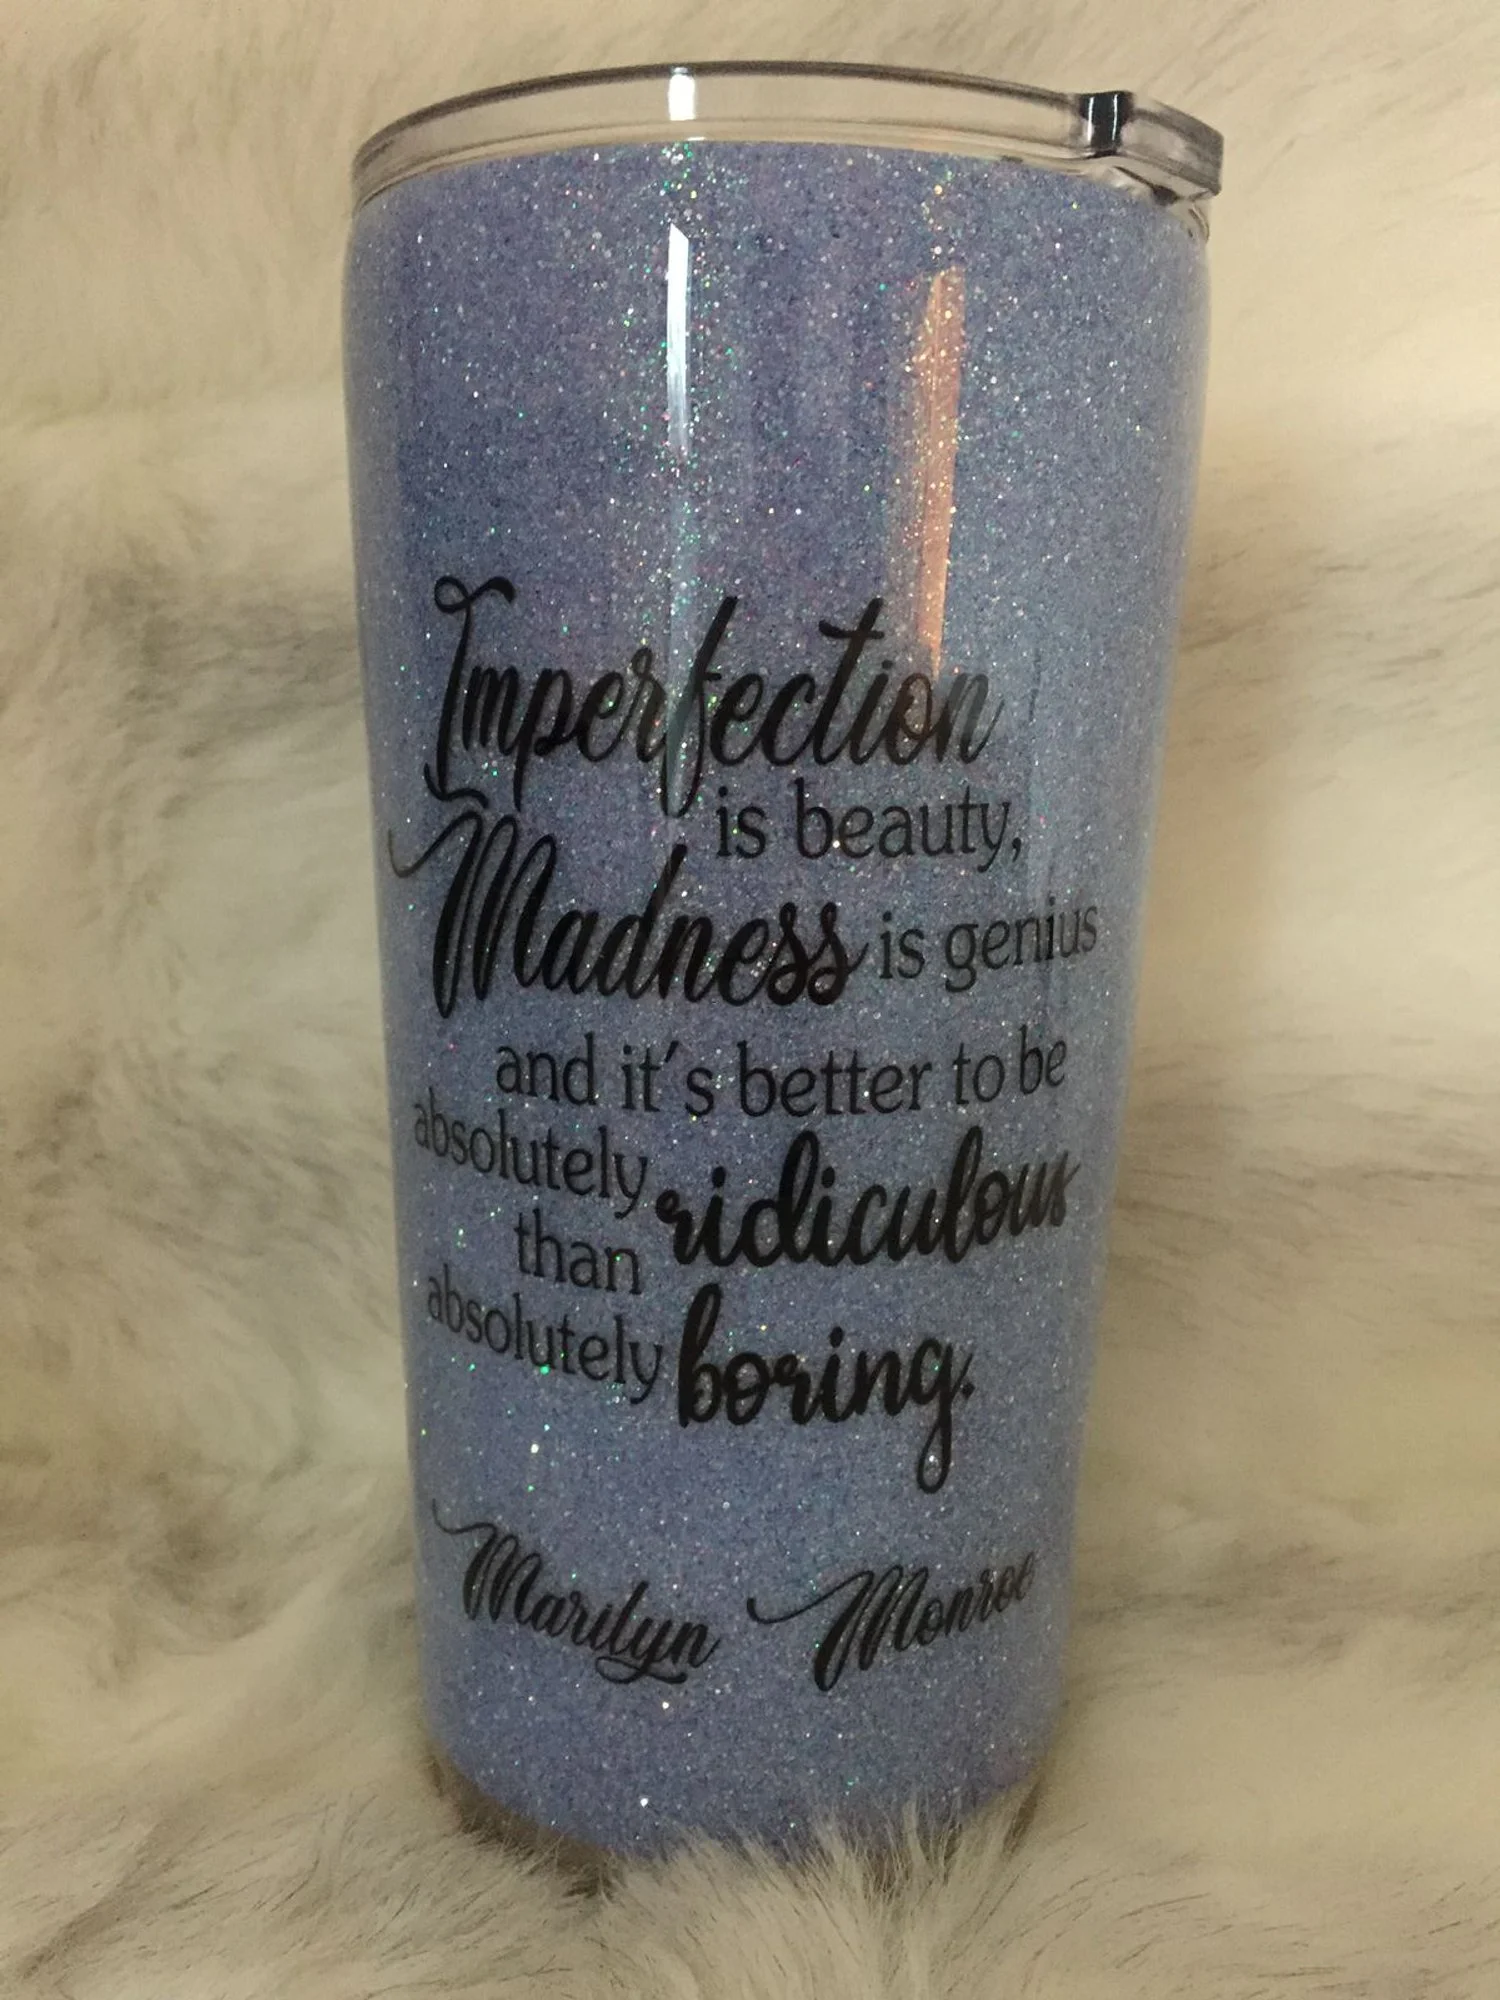 Imperfection
is beauty,
Madness is genius
and it's better to be
absolutely ridiculous
than
absolutely boring.
Marilyn Monroe